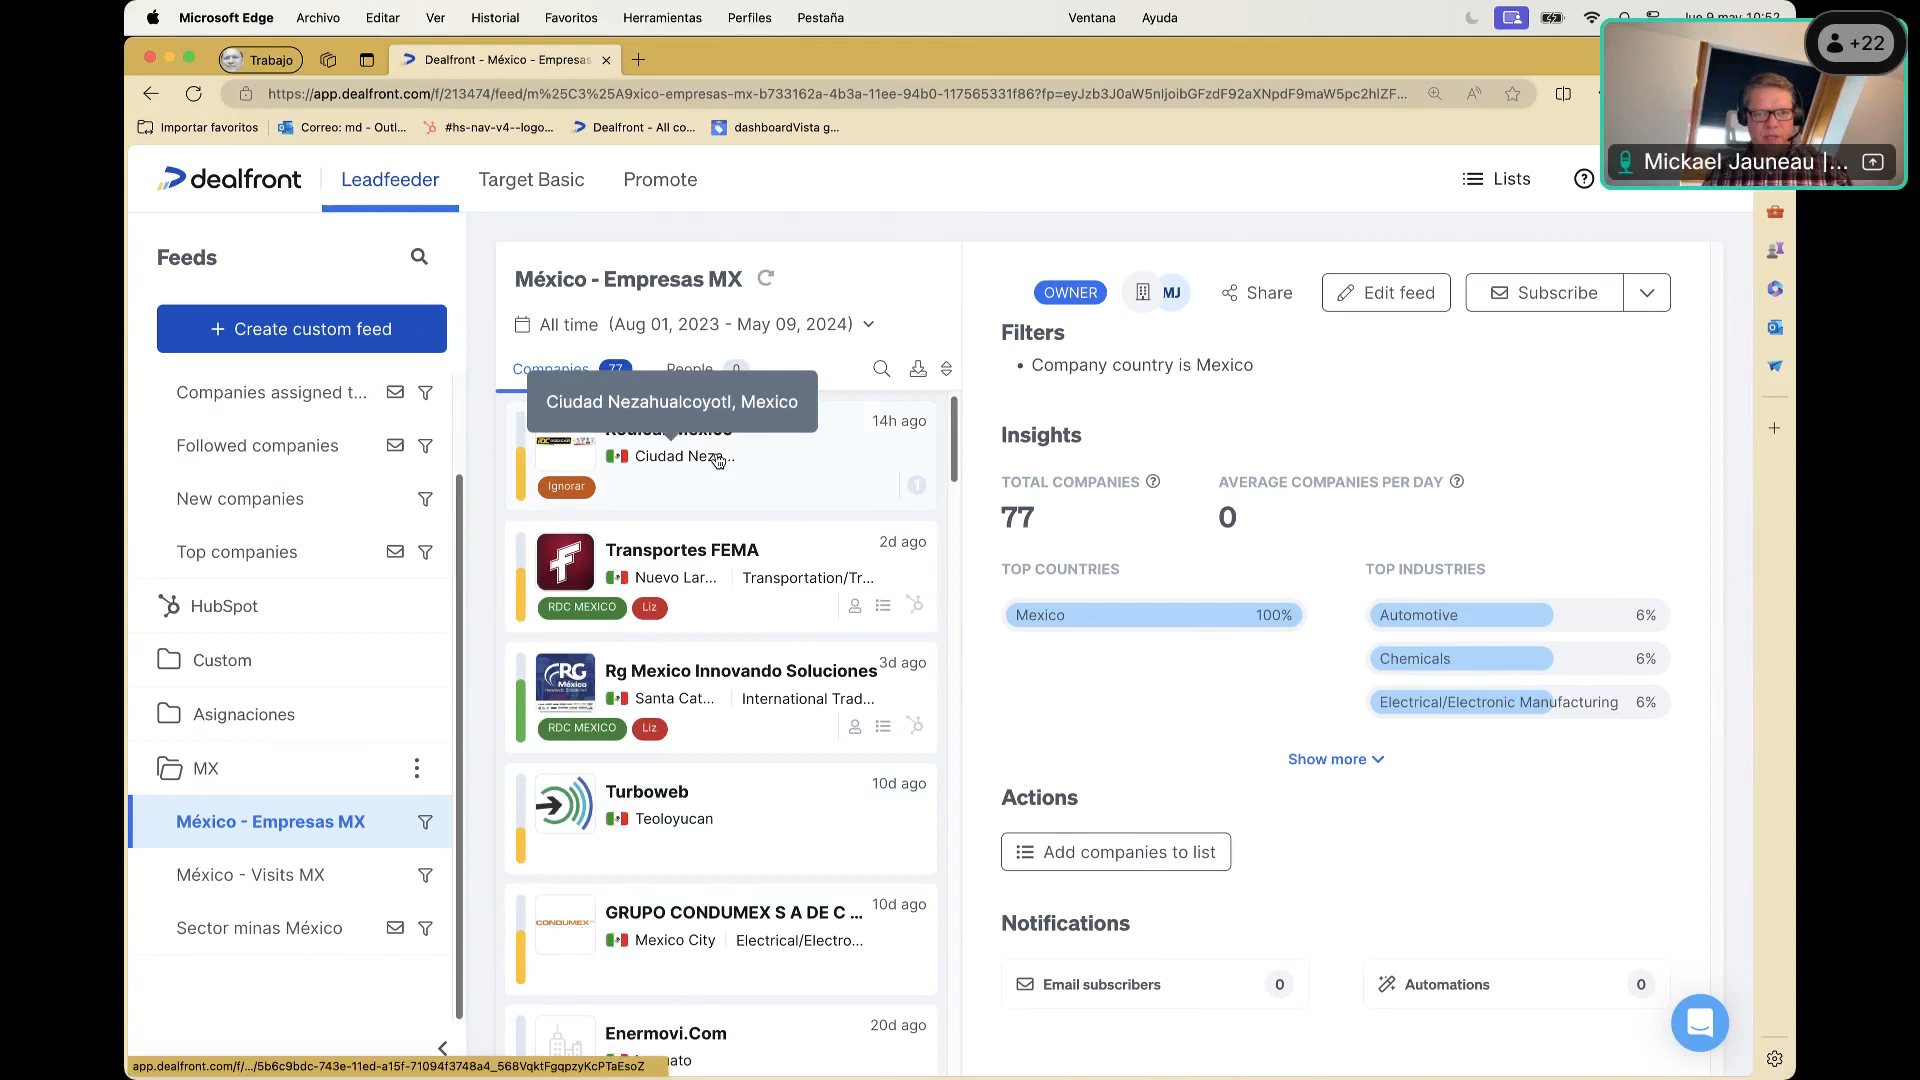 Microsoft Edge Archivo Editar Ver Historial Favoritos Herramientas Perfiles Pestaña Ventana Ayuda
+22
Trabajo
Dealfront - México - Empresas
https://app.dealfront.com/f/213474/feed/m%25C3%25A9xico-empresas-mx-b733162a-4b3a-11ee-94b0-117565331f86?fp=eyJzb3J0aW5nIjoibGFzdF92aXNpdF9maW5pc2hlZF...
Importar favoritos Correo: md - Outl... #hs-nav-v4--logo... Dealfront - All co... dashboardVista g...
Mickael Jauneau |...
dealfront Leadfeeder Target Basic Promote Lists
Feeds
Create custom feed
Companies assigned t...
Followed companies
New companies
Top companies
HubSpot
Custom
Asignaciones
MX
México - Empresas MX
México - Visits MX
Sector minas México
app.dealfront.com/f/.../5b6c9bdc-743e-11ed-a15f-71094f3748a4_568VqktFgqpzyKcPTaEsoZ
México - Empresas MX
All time (Aug 01, 2023 - May 09, 2024)
Companies 77 People 0
Ciudad Nezahualcoyotl, Mexico
14h ago
Ciudad Neza...
Ignorar 1
Transportes FEMA 2d ago
Nuevo Lar... Transportation/Tr...
RDC MEXICO Liz
RG
México
Rg Mexico Innovando Soluciones 3d ago
Santa Cat... International Trad...
RDC MEXICO Liz
Turboweb 10d ago
Teoloyucan
CONDUMEX
GRUPO CONDUMEX S A DE C ... 10d ago
Mexico City Electrical/Electro...
Enermovi.Com 20d ago
OWNER MJ Share Edit feed Subscribe
Filters
• Company country is Mexico
Insights
TOTAL COMPANIES AVERAGE COMPANIES PER DAY
77 0
TOP COUNTRIES TOP INDUSTRIES
Mexico 100% Automotive 6%
Chemicals 6%
Electrical/Electronic Manufacturing 6%
Show more
Actions
Add companies to list
Notifications
Email subscribers 0 Automations 0